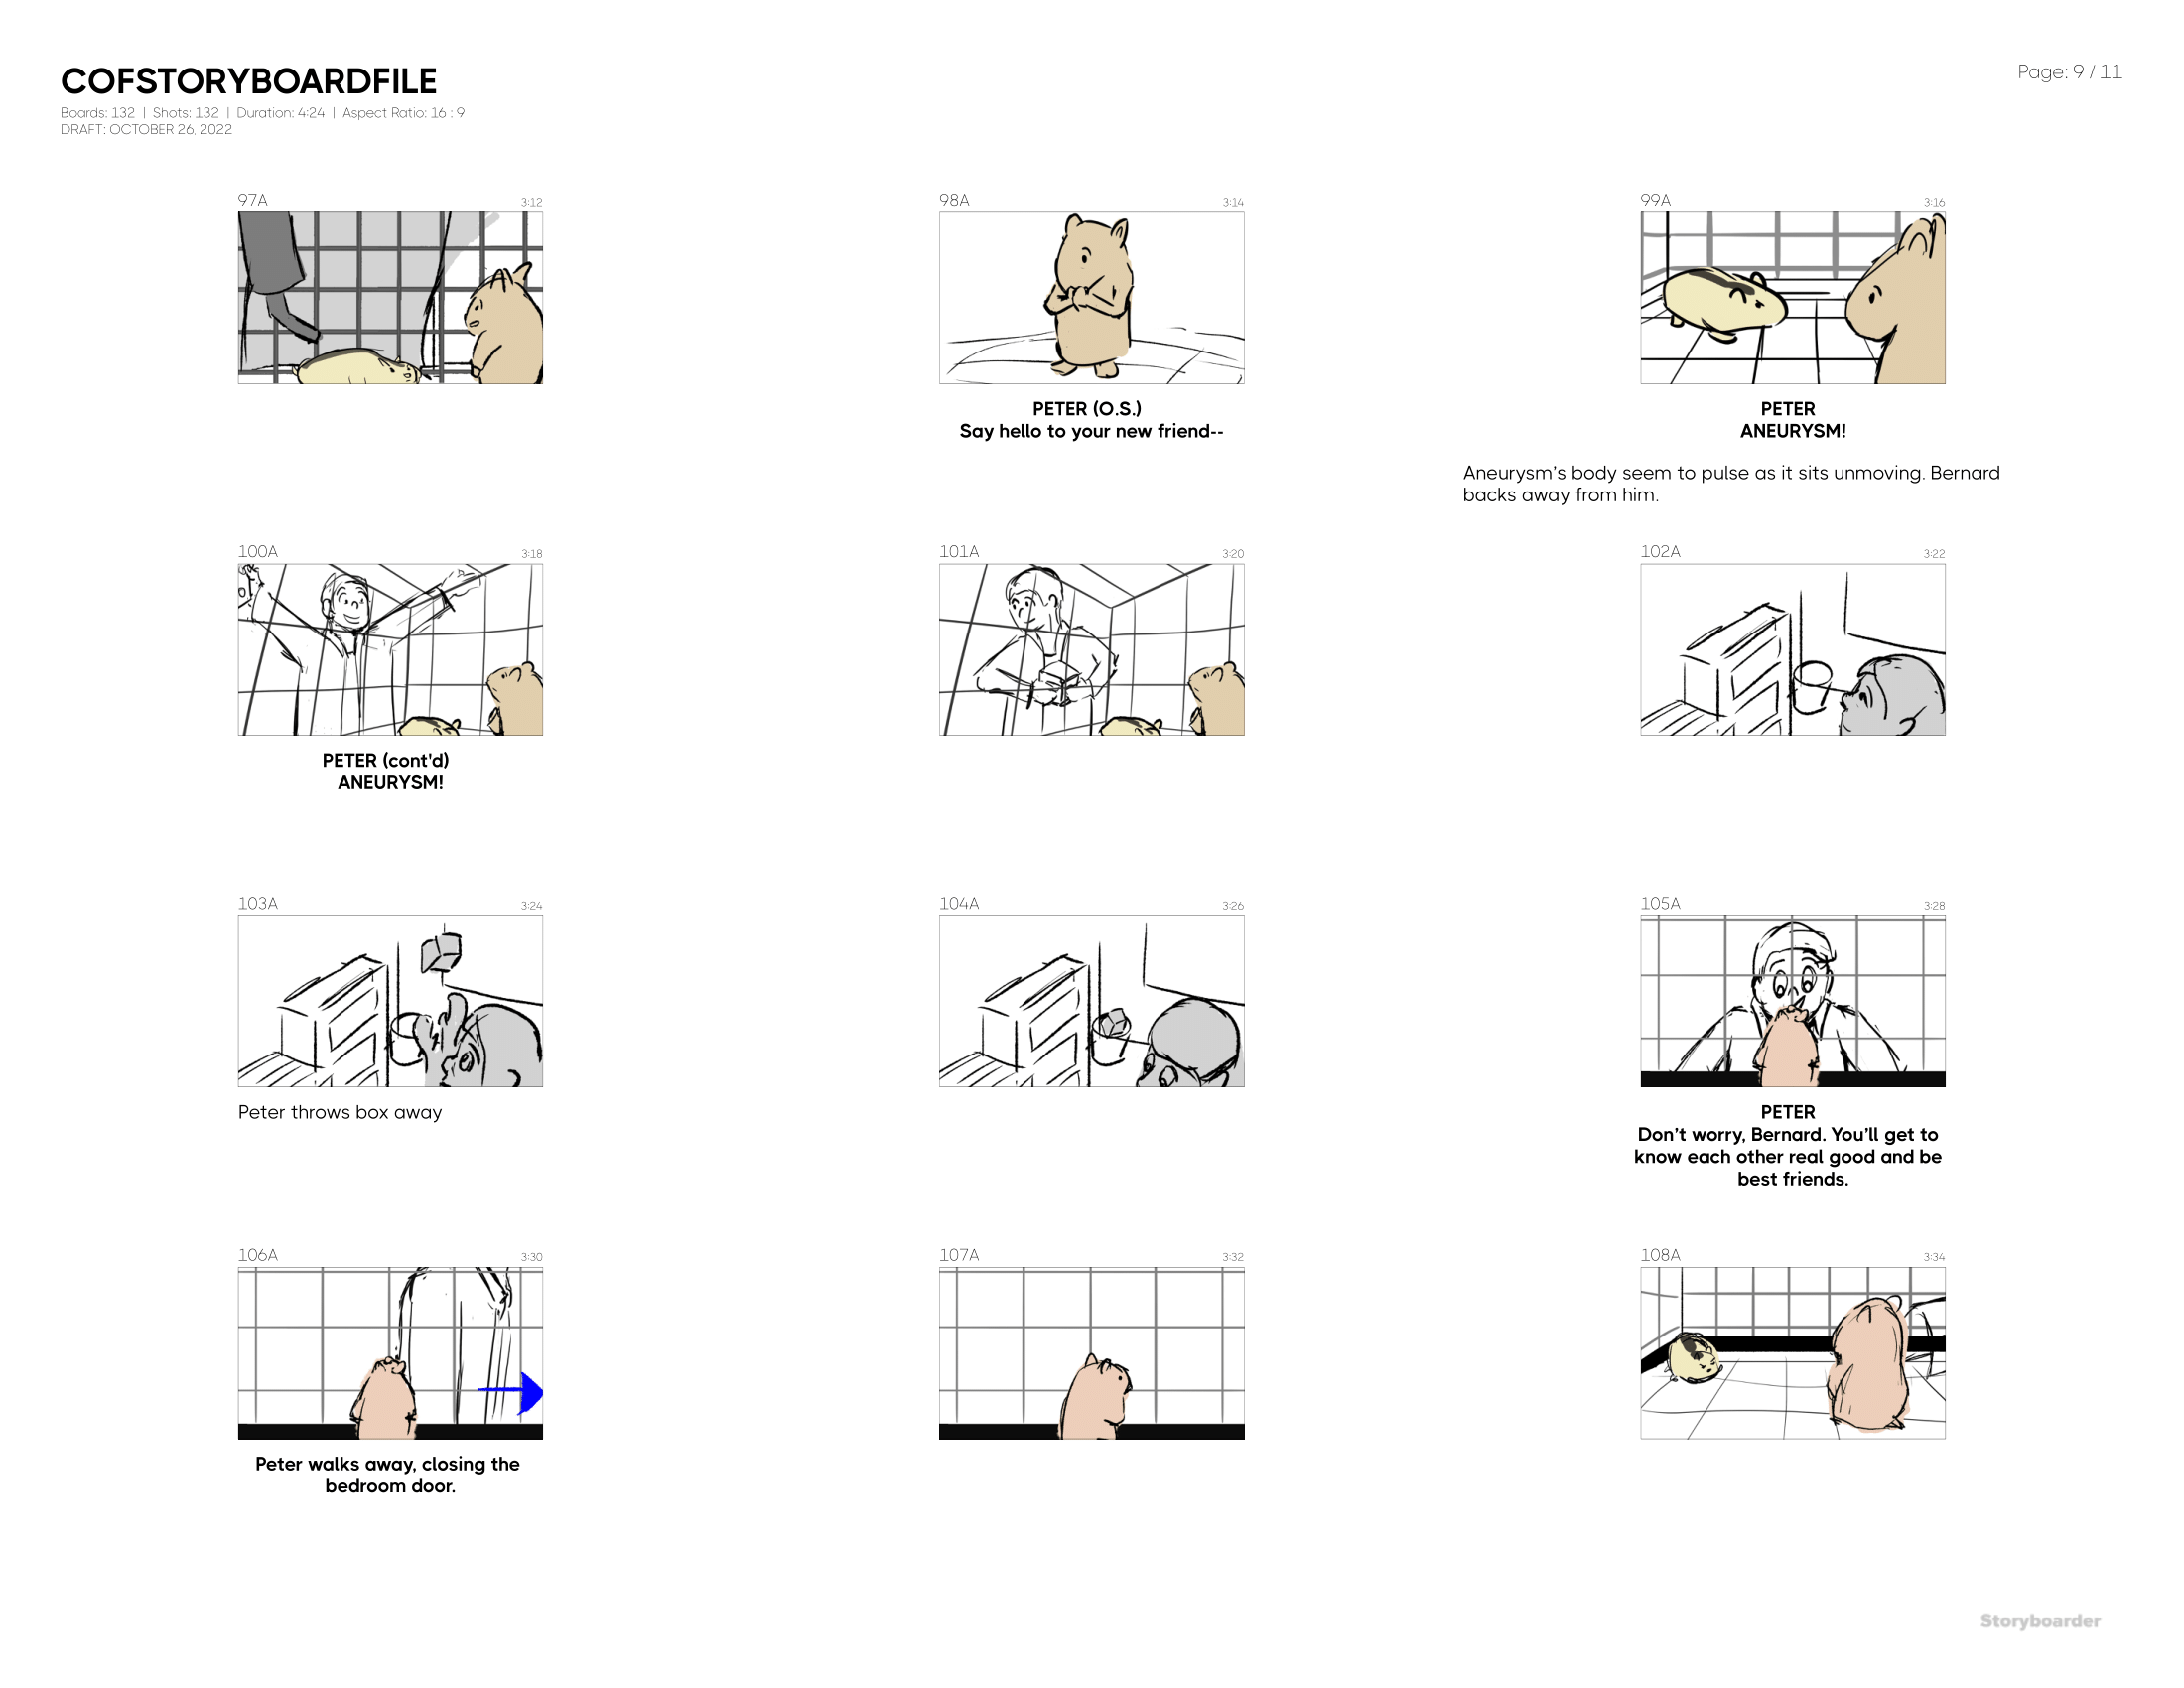 COFSTORYBOARDFILE
Page: 9 / 11
Boards: 132 | Shots: 132 | Duration: 4:24 | Aspect Ratio: 16 : 9
DRAFT: OCTOBER 26, 2022
97A 3:12
98A 3:14
PETER (O.S.)
Say hello to your new friend--
99A 3:16
PETER
ANEURYSM!
Aneurysm's body seem to pulse as it sits unmoving. Bernard
backs away from him.
100A 3:18
PETER (cont'd)
ANEURYSM!
101A 3:20
102A 3:22
103A 3:24
Peter throws box away
104A 3:26
105A 3:28
PETER
Don't worry, Bernard. You'll get to
know each other real good and be
best friends.
106A 3:30
Peter walks away, closing the
bedroom door.
107A 3:32
108A 3:34
Storyboarder